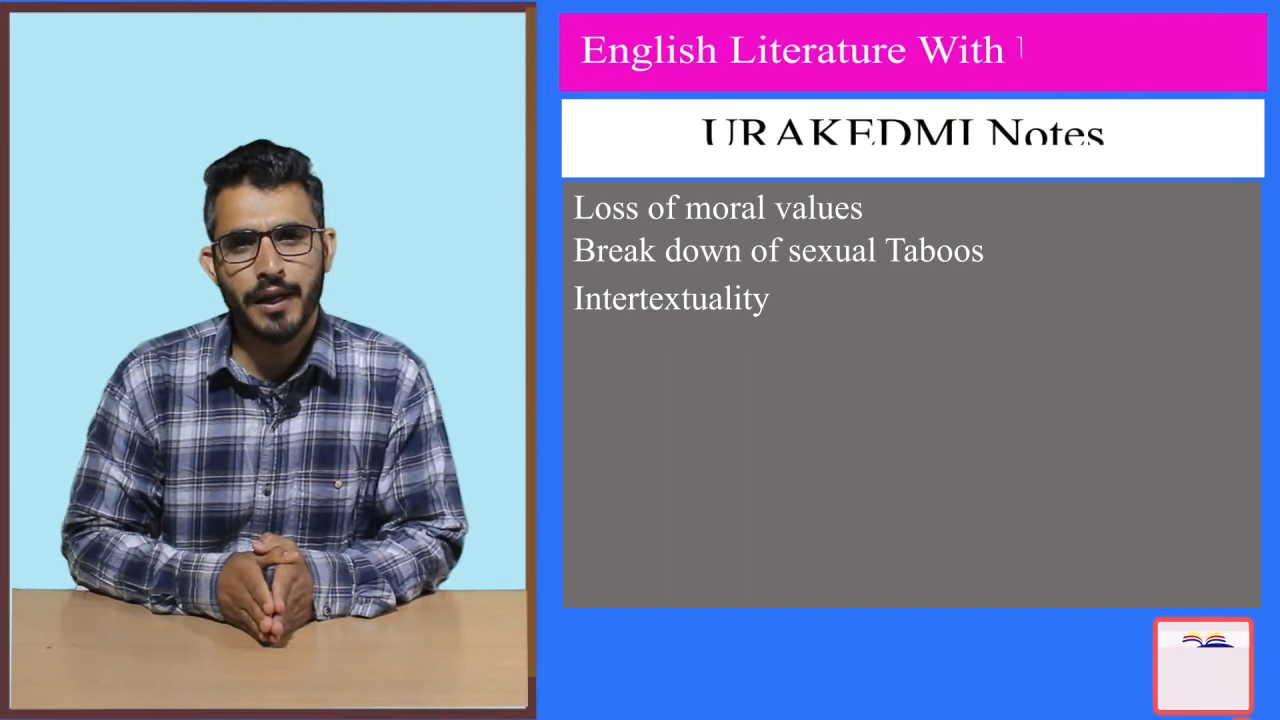 English Literature With
URAKEDMI Notes
Loss of moral values
Break down of sexual Taboos
Intertextuality